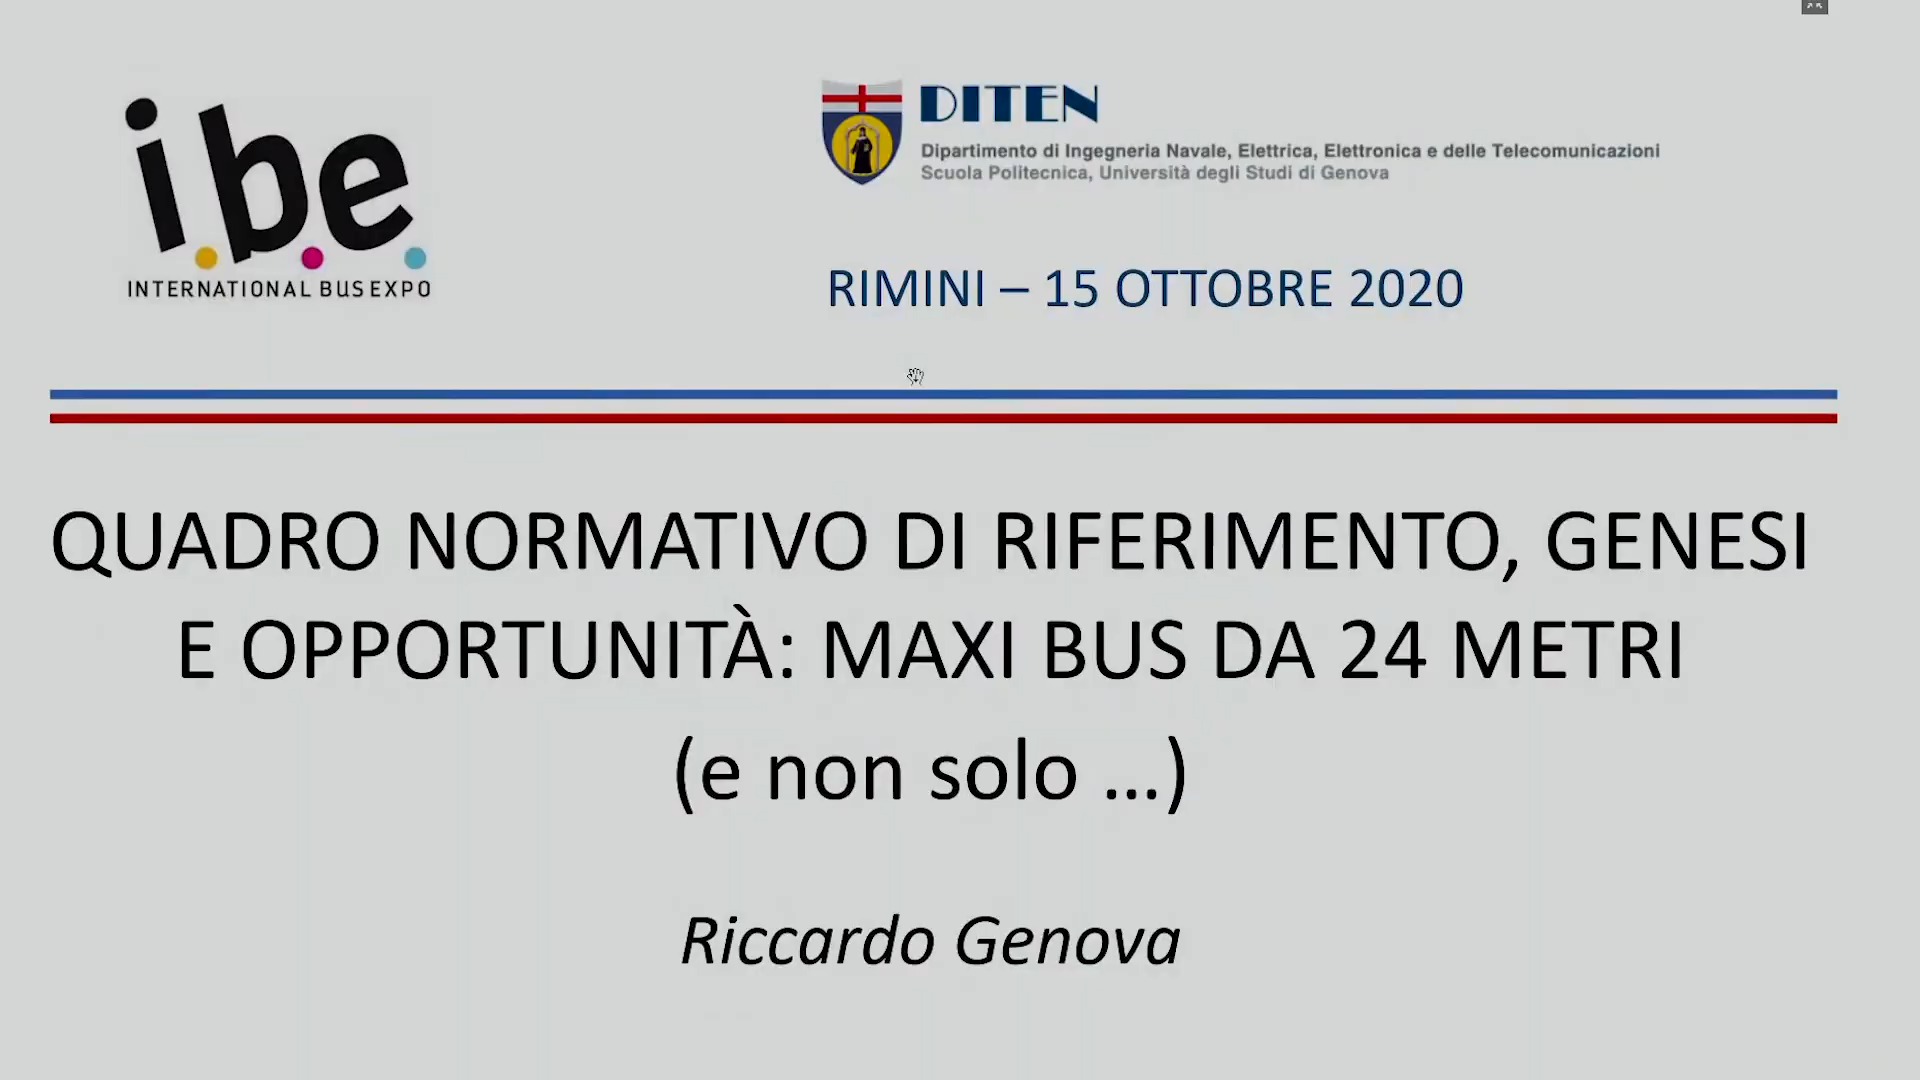 i.b.e.
INTERNATIONAL BUS EXPO
DITEN
Dipartimento di Ingegneria Navale, Elettrica, Elettronica e delle Telecomunicazioni
Scuola Politecnica, Università degli Studi di Genova
RIMINI – 15 OTTOBRE 2020
QUADRO NORMATIVO DI RIFERIMENTO, GENESI
E OPPORTUNITÀ: MAXI BUS DA 24 METRI
(e non solo ...)
Riccardo Genova